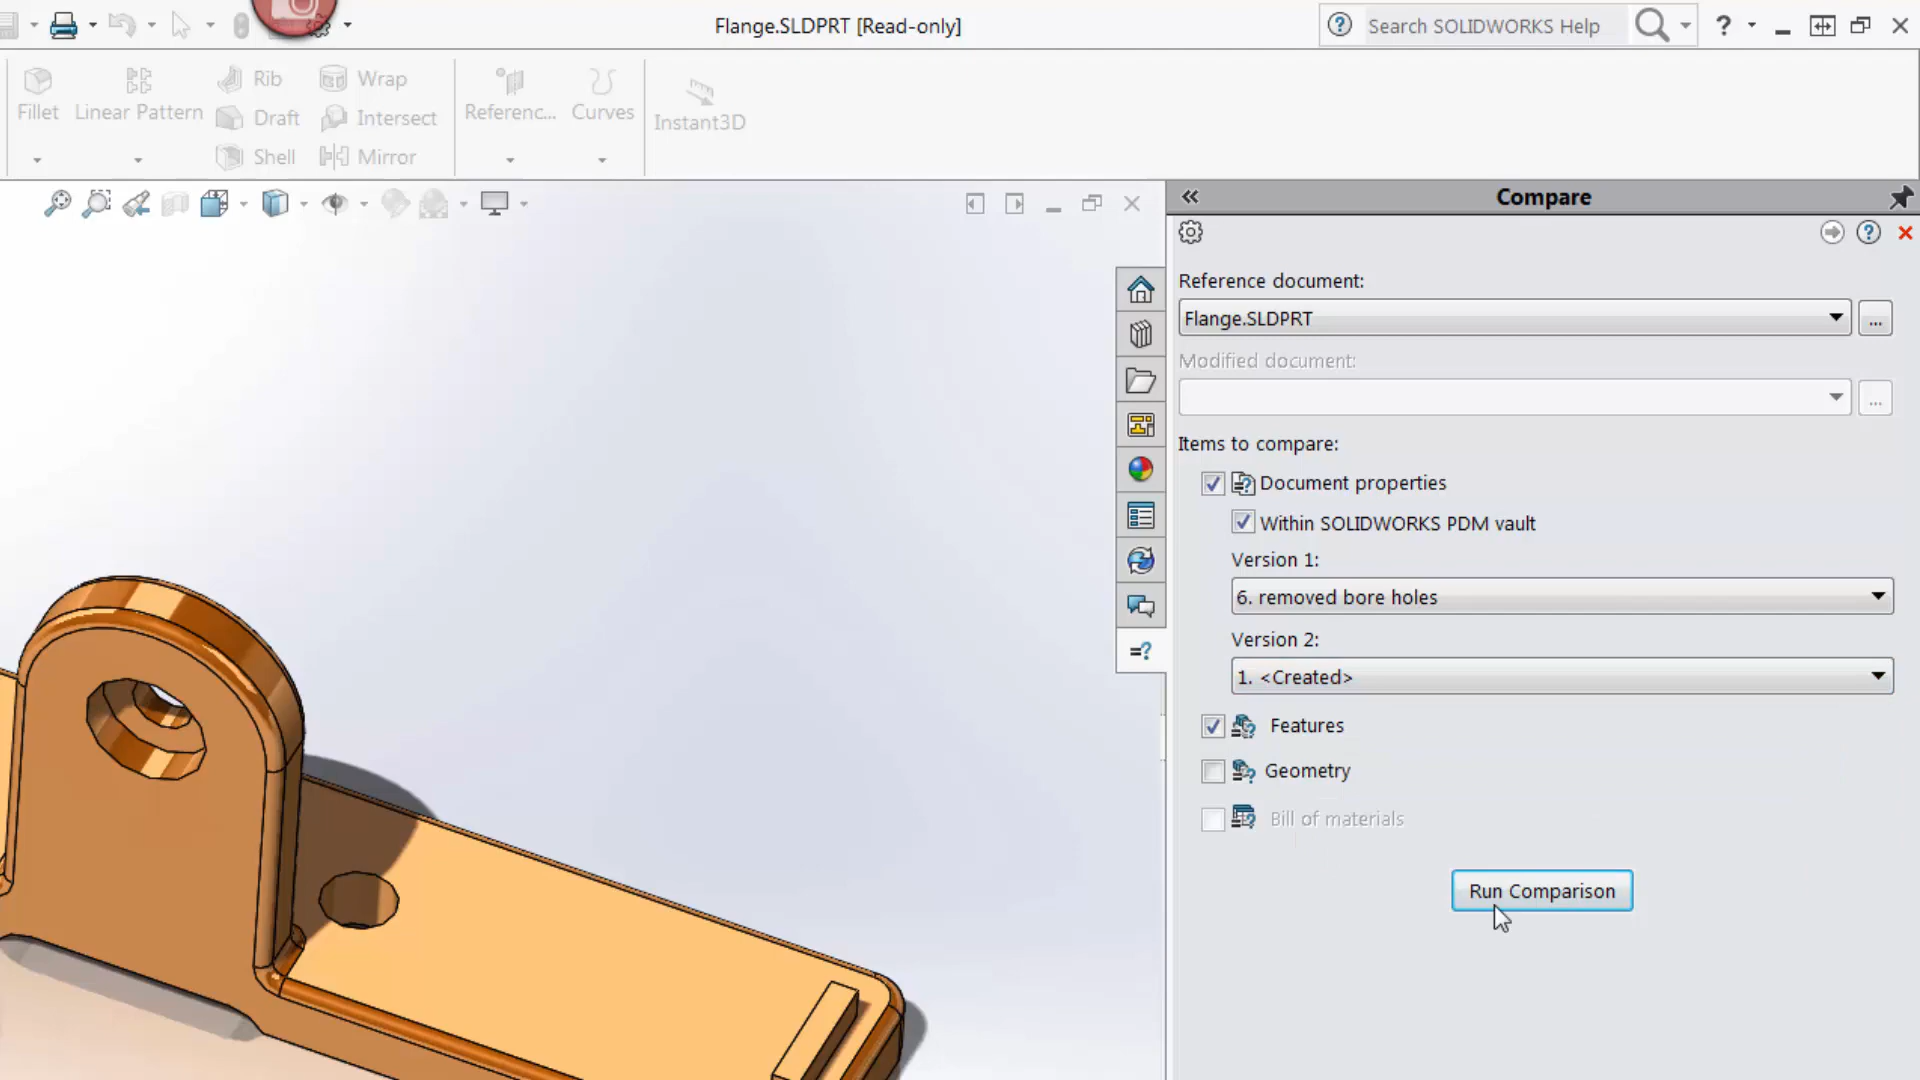 Flange.SLDPRT [Read-only]
Search SOLIDWORKS Help
?
Fillet
Linear Pattern
Rib
Draft
Shell
Wrap
Intersect
Mirror
Referenc...
Curves
Instant3D
Compare
Reference document:
Flange.SLDPRT
...
Modified document:
...
Items to compare:
Document properties
Within SOLIDWORKS PDM vault
Version 1:
6. removed bore holes
Version 2:
1. <Created>
Features
Geometry
Bill of materials
Run Comparison
=?